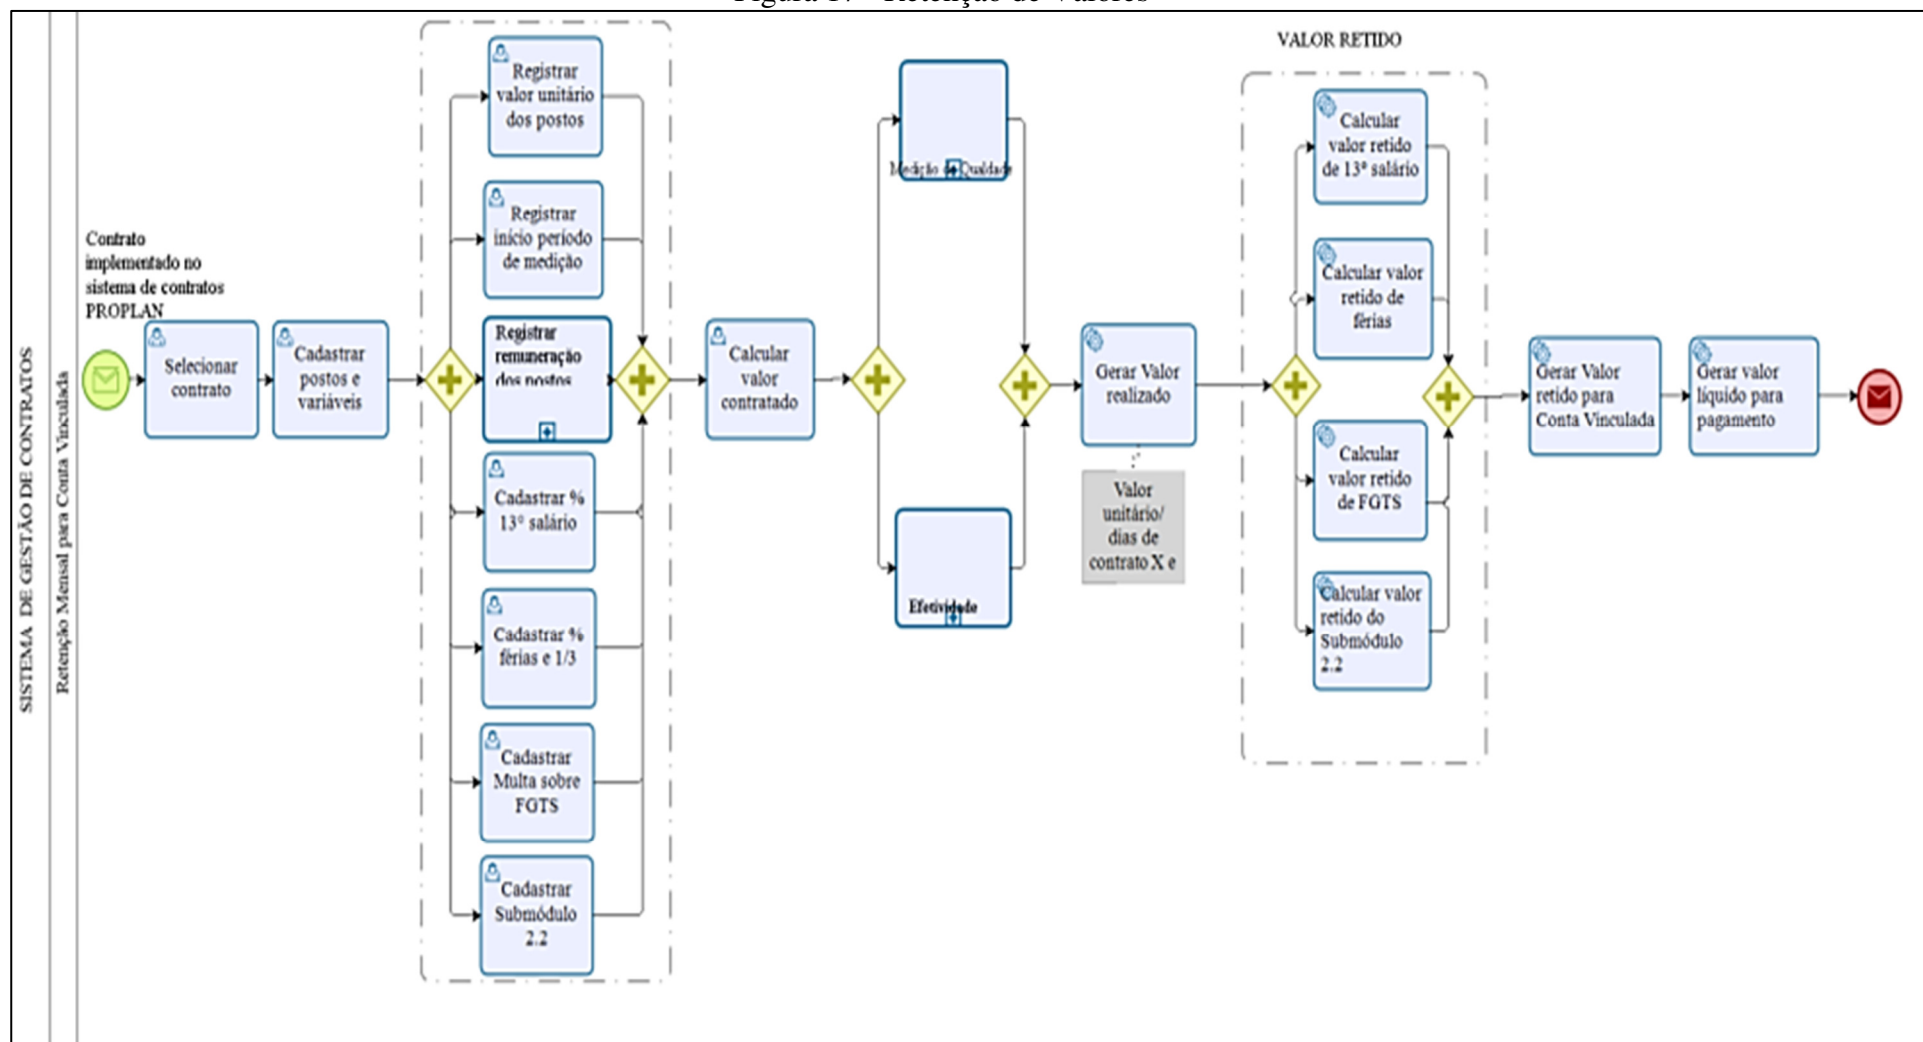 SISTEMA DE GESTÃO DE CONTRATOS
Retenção Mensal para Conta Vinculada
Contrato
implementado no
sistema de contratos
PROPLAN
Selecionar
contrato
Cadastrar
postos e
variáveis
Registrar
valor unitário
dos postos
Registrar
início período
de medição
Registrar
remuneração
dos postos
Cadastrar %
13º salário
Cadastrar %
férias e 1/3
Cadastrar
Multa sobre
FGTS
Cadastrar
Submódulo
2.2
Calcular
valor
contratado
Medição de Qualdade
Efetividade
Gerar Valor
realizado
Valor
unitário/
dias de
contrato X e
VALOR RETIDO
Calcular
valor retido
de 13º salário
Calcular valor
retido de
férias
Calcular
valor retido
de FGTS
Calcular valor
retido do
Submódulo
2.2
Gerar Valor
retido para
Conta Vinculada
Gerar valor
líquido para
pagamento